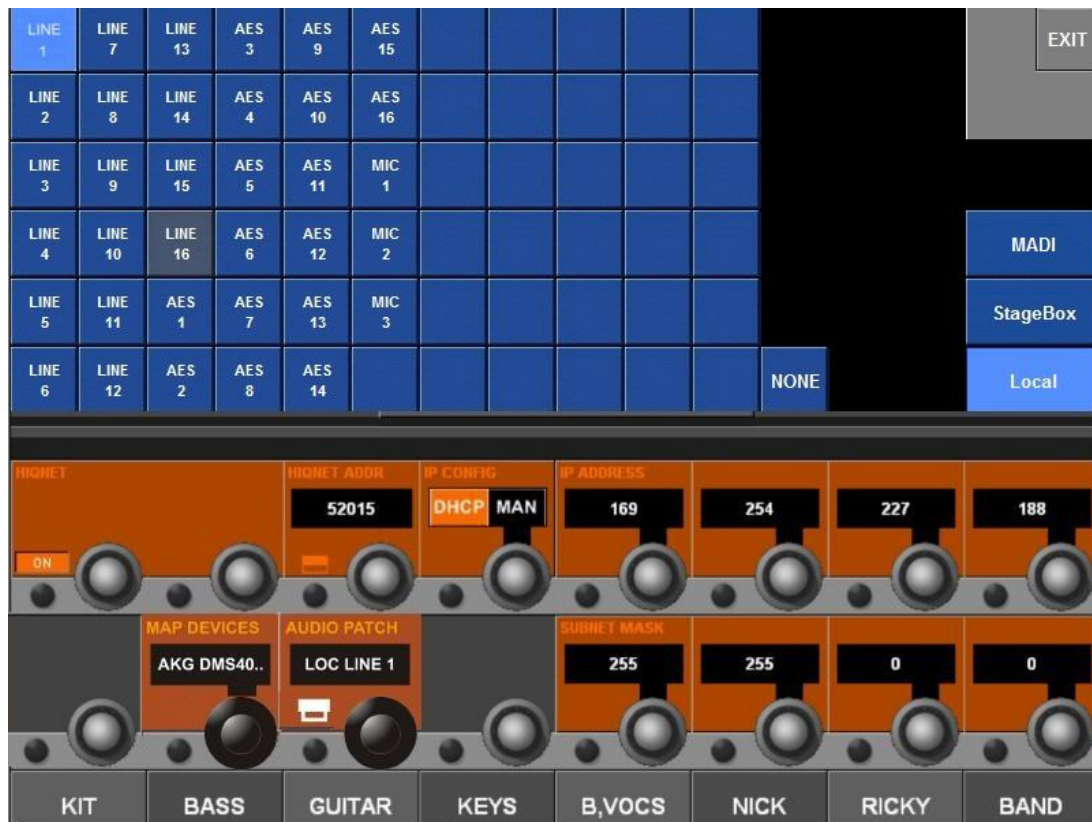 LINE 1 LINE 7 LINE 13 AES 3 AES 9 AES 15 EXIT
LINE 2 LINE 8 LINE 14 AES 4 AES 10 AES 16
LINE 3 LINE 9 LINE 15 AES 5 AES 11 MIC 1
LINE 4 LINE 10 LINE 16 AES 6 AES 12 MIC 2 MADI
LINE 5 LINE 11 AES 1 AES 7 AES 13 MIC 3 StageBox
LINE 6 LINE 12 AES 2 AES 8 AES 14 NONE Local
HIQNET HIQNET ADDR IP CONFIG IP ADDRESS
52015 DHCP MAN 169 254 227 188
ON
MAP DEVICES AUDIO PATCH SUBNET MASK
AKG DMS40.. LOC LINE 1 255 255 0 0
KIT BASS GUITAR KEYS B,VOCS NICK RICKY BAND